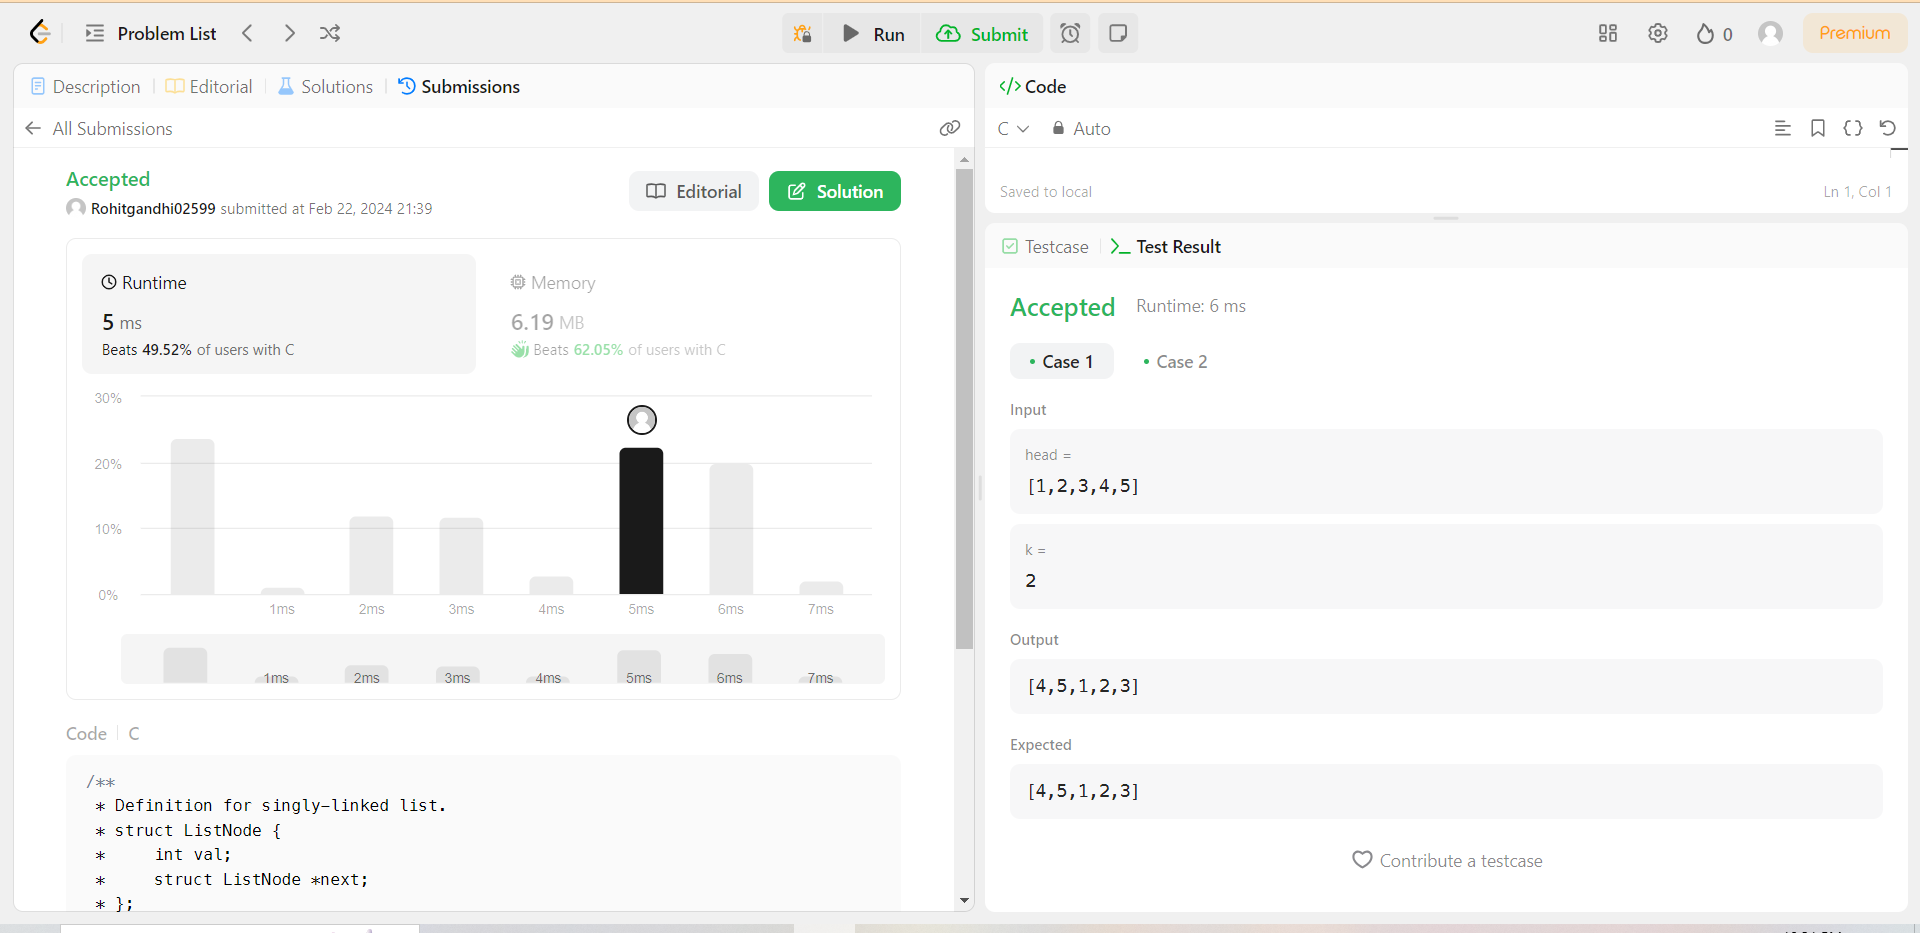 Problem List
Run
Submit
0
Premium
Description
Editorial
Solutions
Submissions
All Submissions
Accepted
Rohitgandhi02599 submitted at Feb 22, 2024 21:39
Editorial
Solution
Runtime
5 ms
Beats 49.52% of users with C
Memory
6.19 MB
Beats 62.05% of users with C
30%
20%
10%
0%
1ms 2ms 3ms 4ms 5ms 6ms 7ms
1ms 2ms 3ms 4ms 5ms 6ms 7ms
Code
C
/**
 * Definition for singly-linked list.
 * struct ListNode {
 *     int val;
 *     struct ListNode *next;
 * };
</> Code
C
Auto
Saved to local
Ln 1, Col 1
Testcase
Test Result
Accepted
Runtime: 6 ms
• Case 1
• Case 2
Input
head =
[1,2,3,4,5]
k =
2
Output
[4,5,1,2,3]
Expected
[4,5,1,2,3]
Contribute a testcase